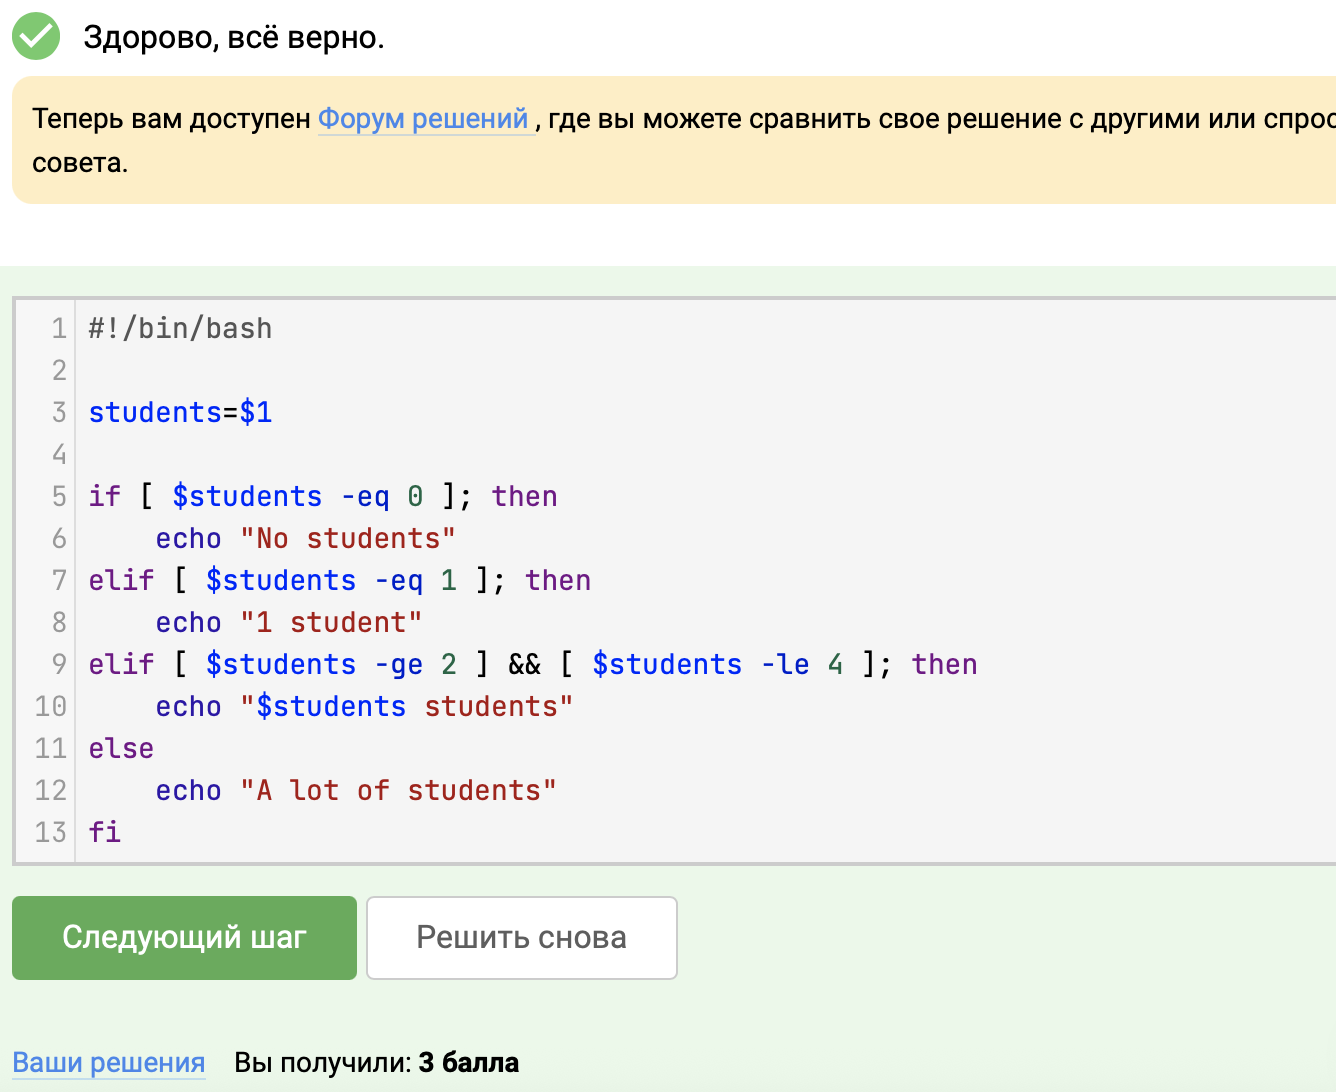 Здорово, всё верно.
Теперь вам доступен Форум решений , где вы можете сравнить свое решение с другими или
совета.
1 #!/bin/bash
2
3 students=$1
4
5 if [ $students -eq 0 ]; then
6     echo "No students"
7 elif [ $students -eq 1 ]; then
8     echo "1 student"
9 elif [ $students -ge 2 ] && [ $students -le 4 ]; then
10     echo "$students students"
11 else
12     echo "A lot of students"
13 fi
Следующий шаг Решить снова
Ваши решения Вы получили: 3 балла